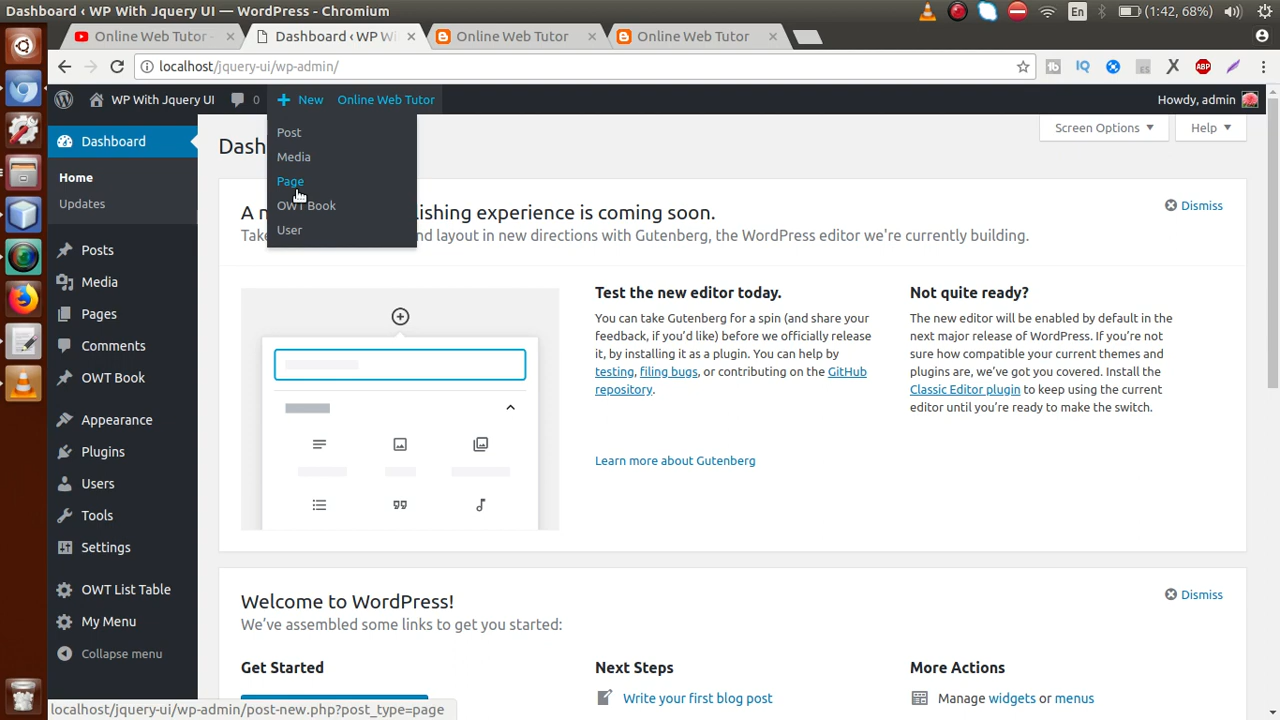 Dashboard ‹ WP With Jquery UI — WordPress - Chromium
En
(1:42, 68%)
Online Web Tutor -
Dashboard ‹ WP Wi
Online Web Tutor
Online Web Tutor
localhost/jquery-ui/wp-admin/
ABP
WP With Jquery UI
0
New
Online Web Tutor
Howdy, admin
Post
Media
Page
OWT Book
User
Dashboard
Home
Updates
Posts
Media
Pages
Comments
OWT Book
Appearance
Plugins
Users
Tools
Settings
OWT List Table
My Menu
Collapse menu
Dash
Screen Options
Help
A n lishing experience is coming soon.
Dismiss
Take nd layout in new directions with Gutenberg, the WordPress editor we're currently building.
Test the new editor today.
You can take Gutenberg for a spin (and share your
feedback, if you'd like) before we officially release
it, by installing it as a plugin. You can help by
testing, filing bugs, or contributing on the GitHub
repository.
Learn more about Gutenberg
Not quite ready?
The new editor will be enabled by default in the
next major release of WordPress. If you're not
sure how compatible your current themes and
plugins are, we've got you covered. Install the
Classic Editor plugin to keep using the current
editor until you're ready to make the switch.
Welcome to WordPress!
Dismiss
We've assembled some links to get you started:
Get Started
Next Steps
Write your first blog post
More Actions
Manage widgets or menus
localhost/jquery-ui/wp-admin/post-new.php?post_type=page